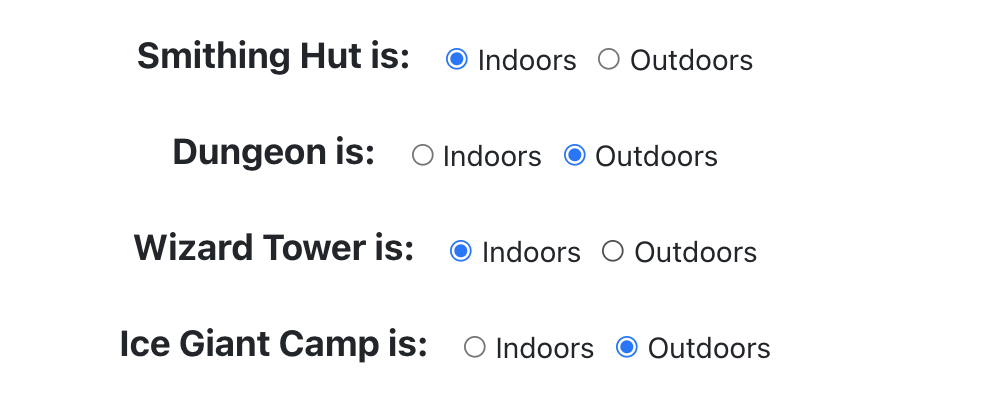 Smithing Hut is: Indoors Outdoors
Dungeon is: Indoors Outdoors
Wizard Tower is: Indoors Outdoors
Ice Giant Camp is: Indoors Outdoors